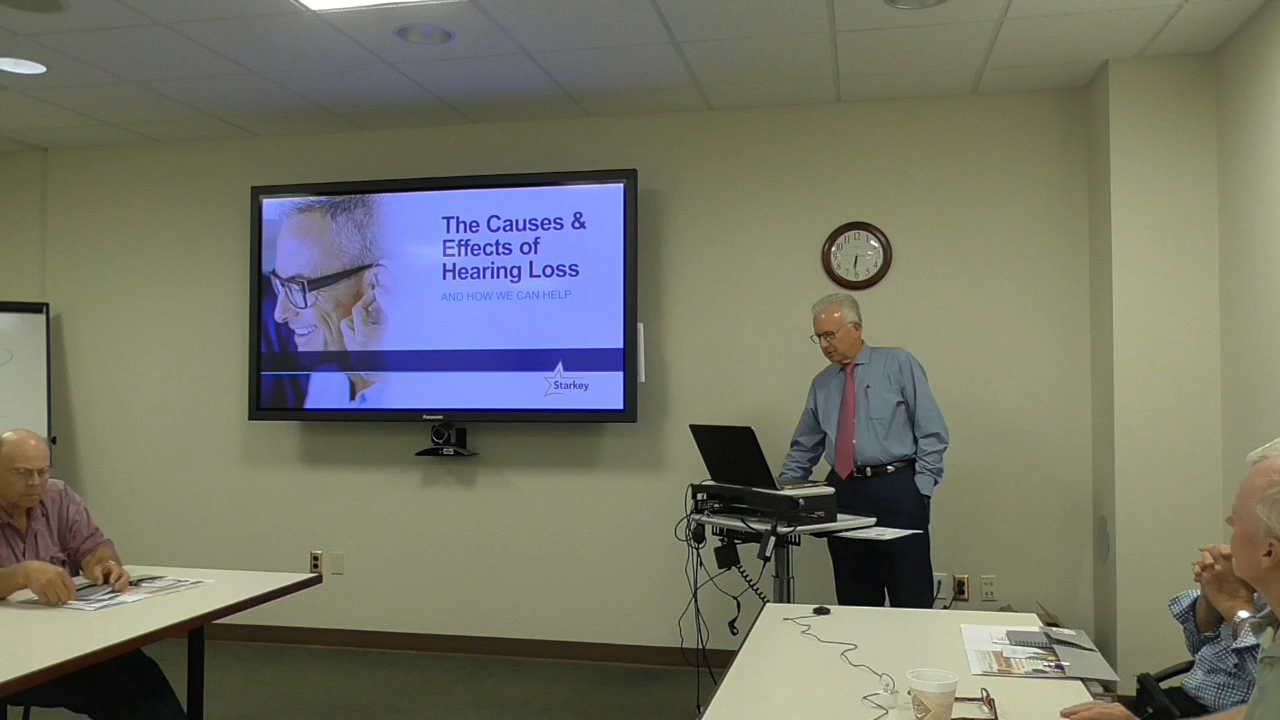 The Causes &
Effects of
Hearing Loss
AND HOW WE CAN HELP
Starkey
Panasonic